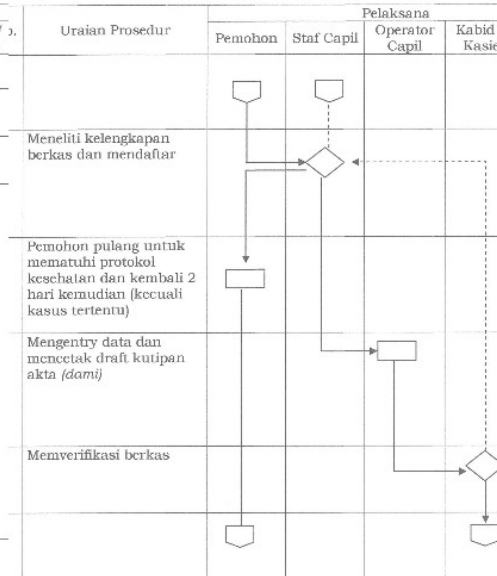 Uraian Prosedur
Pelaksana
Pemohon
Staf Capil
Operator
Capil
Kabid
Kasie
Meneliti kelengkapan
berkas dan mendaftar
Pemohon pulang untuk
mematuhi protokol
kesehatan dan kembali 2
hari kemudian (kecuali
kasus tertentu)
Mengentry data dan
mencetak draft kutipan
akta (dami)
Memverifikasi berkas